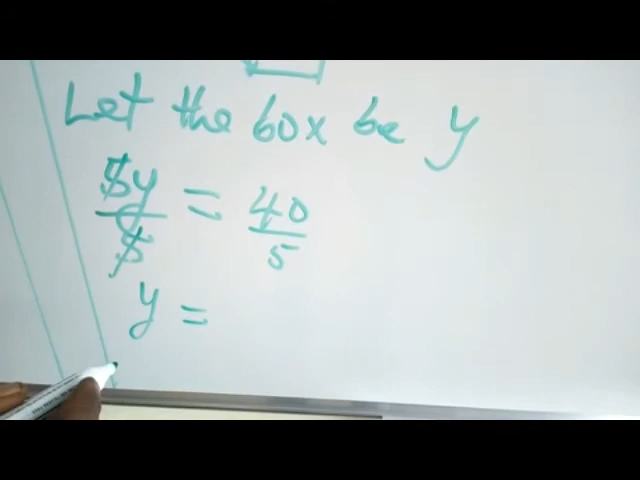 Let the box be y
5y/5 = 40/5
y =